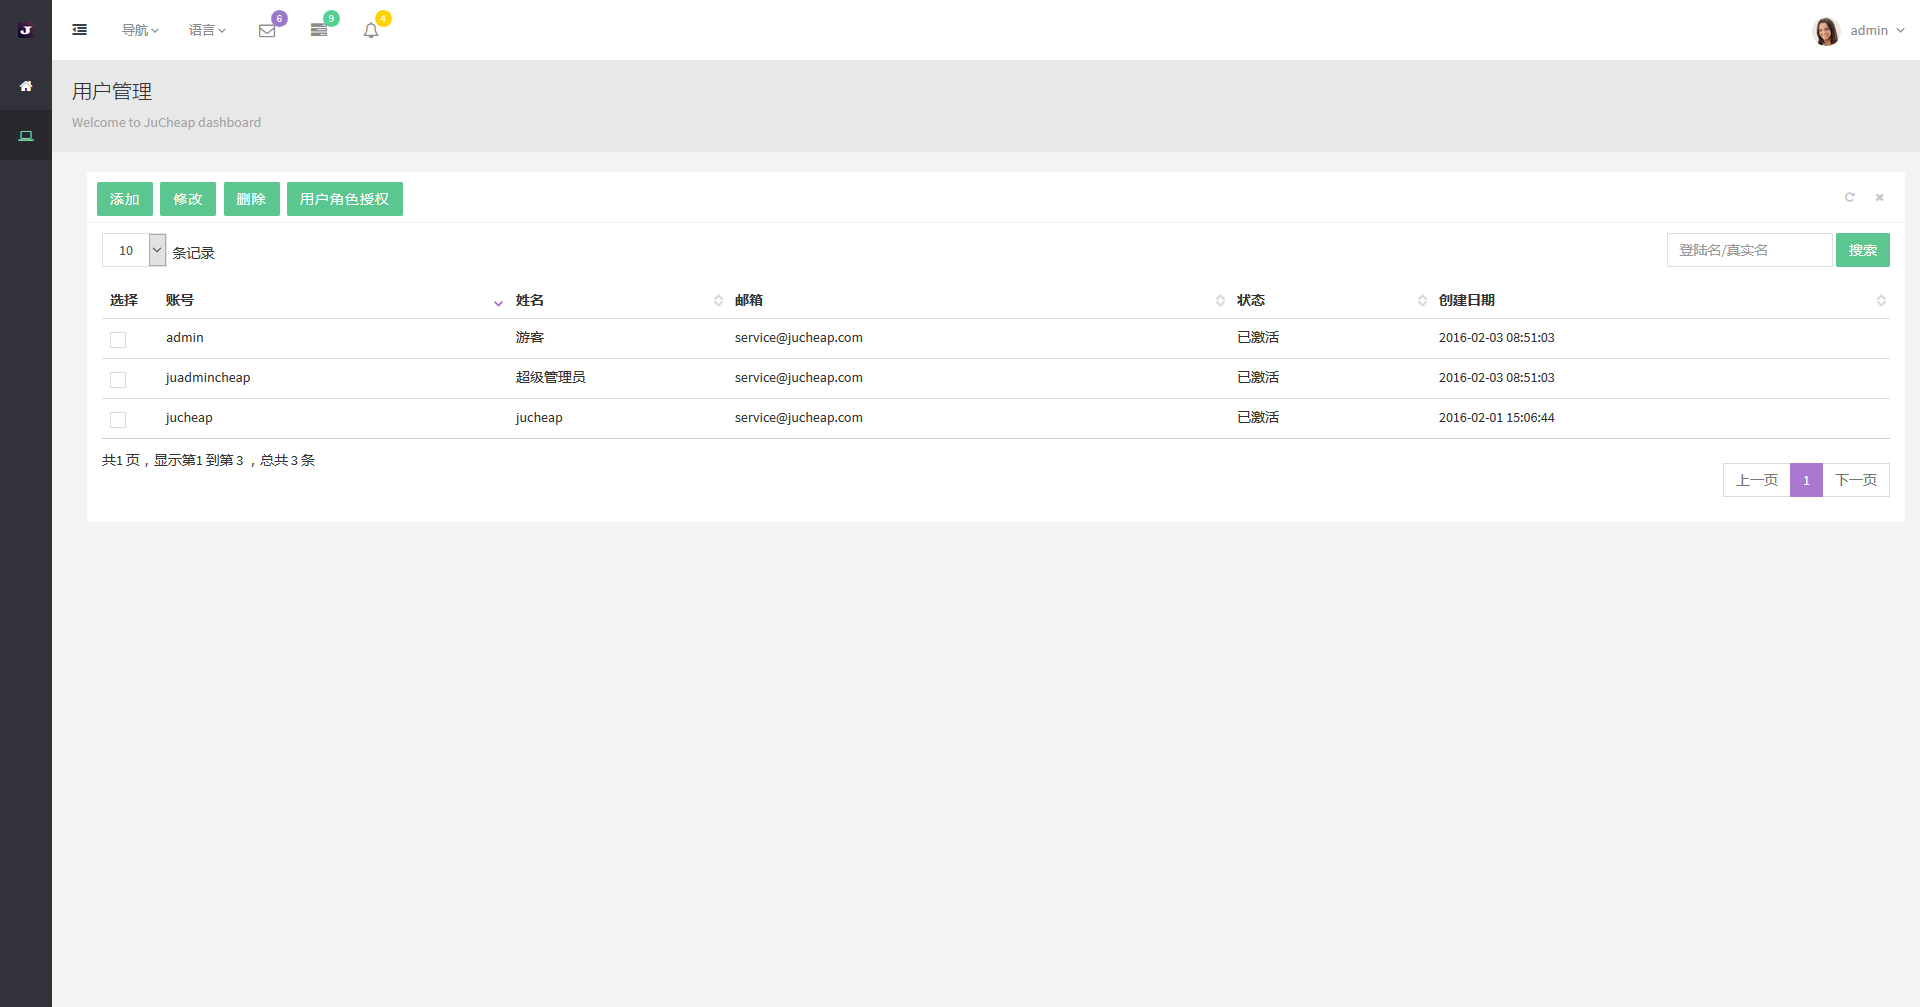 J
导航 语言 6 9 4 admin
用户管理
Welcome to JuCheap dashboard
添加 修改 删除 用户角色授权
10 条记录 登陆名/真实名 搜索
选择 账号 姓名 邮箱 状态 创建日期
admin 游客 service@jucheap.com 已激活 2016-02-03 08:51:03
juadmincheap 超级管理员 service@jucheap.com 已激活 2016-02-03 08:51:03
jucheap jucheap service@jucheap.com 已激活 2016-02-01 15:06:44
共1 页，显示第1 到第 3 ，总共 3 条
上一页 1 下一页